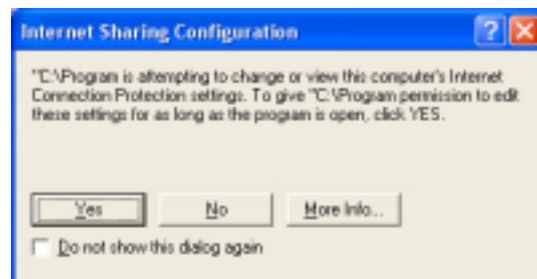 Internet Sharing Configuration
"C:\Program is attempting to change or view this computer's Internet
Connection Protection settings. To give "C:\Program permission to edit
these settings for as long as the program is open, click YES.
Yes
No
More Info...
Do not show this dialog again